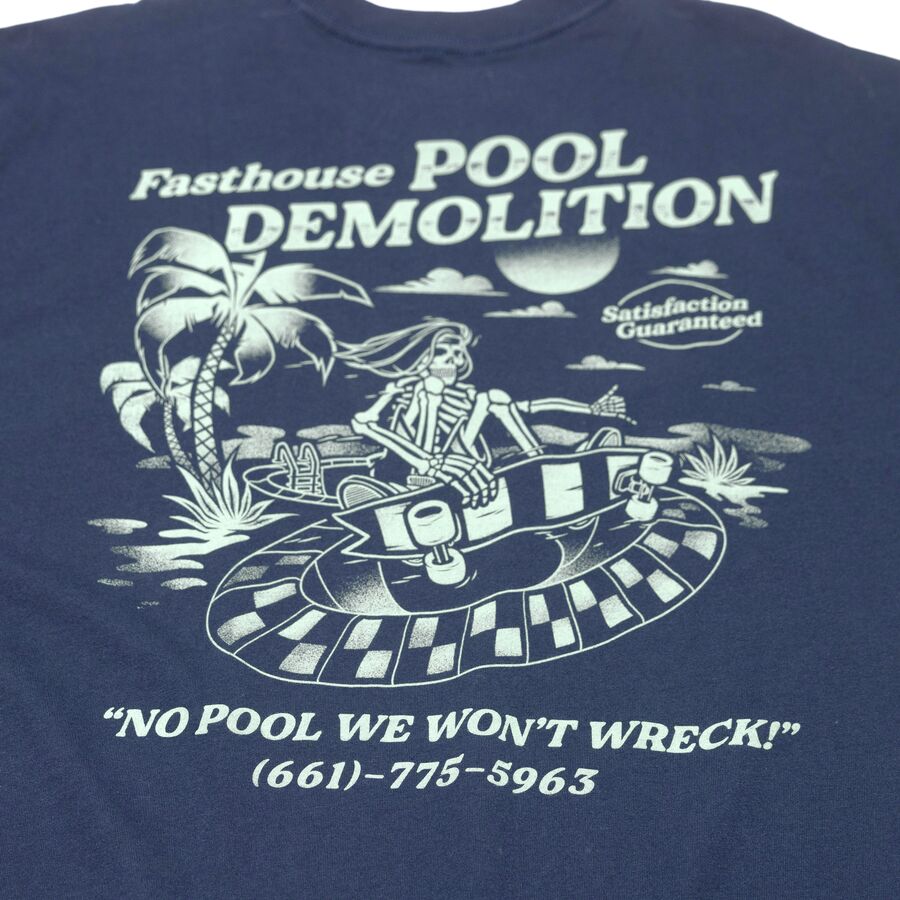 Fasthouse POOL
DEMOLITION
Satisfaction
Guaranteed
“NO POOL WE WON'T WRECK!”
(661)-775-5963